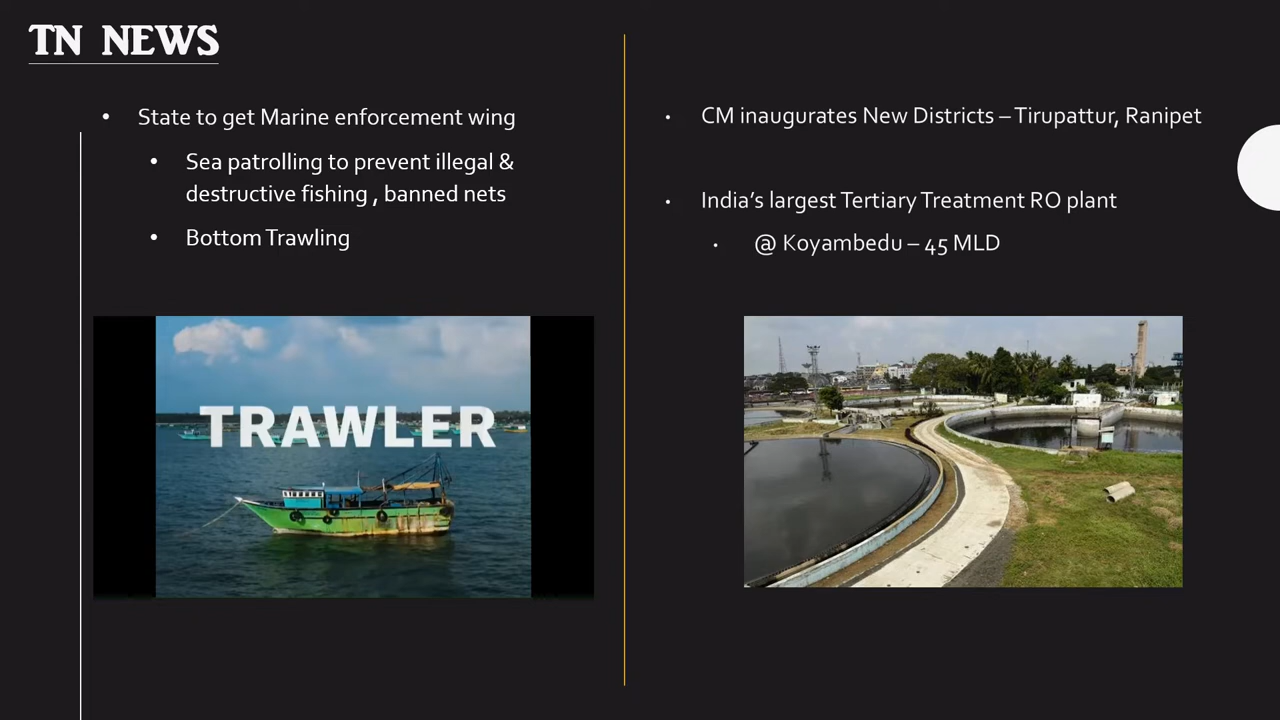 TN NEWS
• State to get Marine enforcement wing
• Sea patrolling to prevent illegal &
destructive fishing , banned nets
• Bottom Trawling
TRAWLER
• CM inaugurates New Districts – Tirupattur, Ranipet
• India’s largest Tertiary Treatment RO plant
• @ Koyambedu – 45 MLD